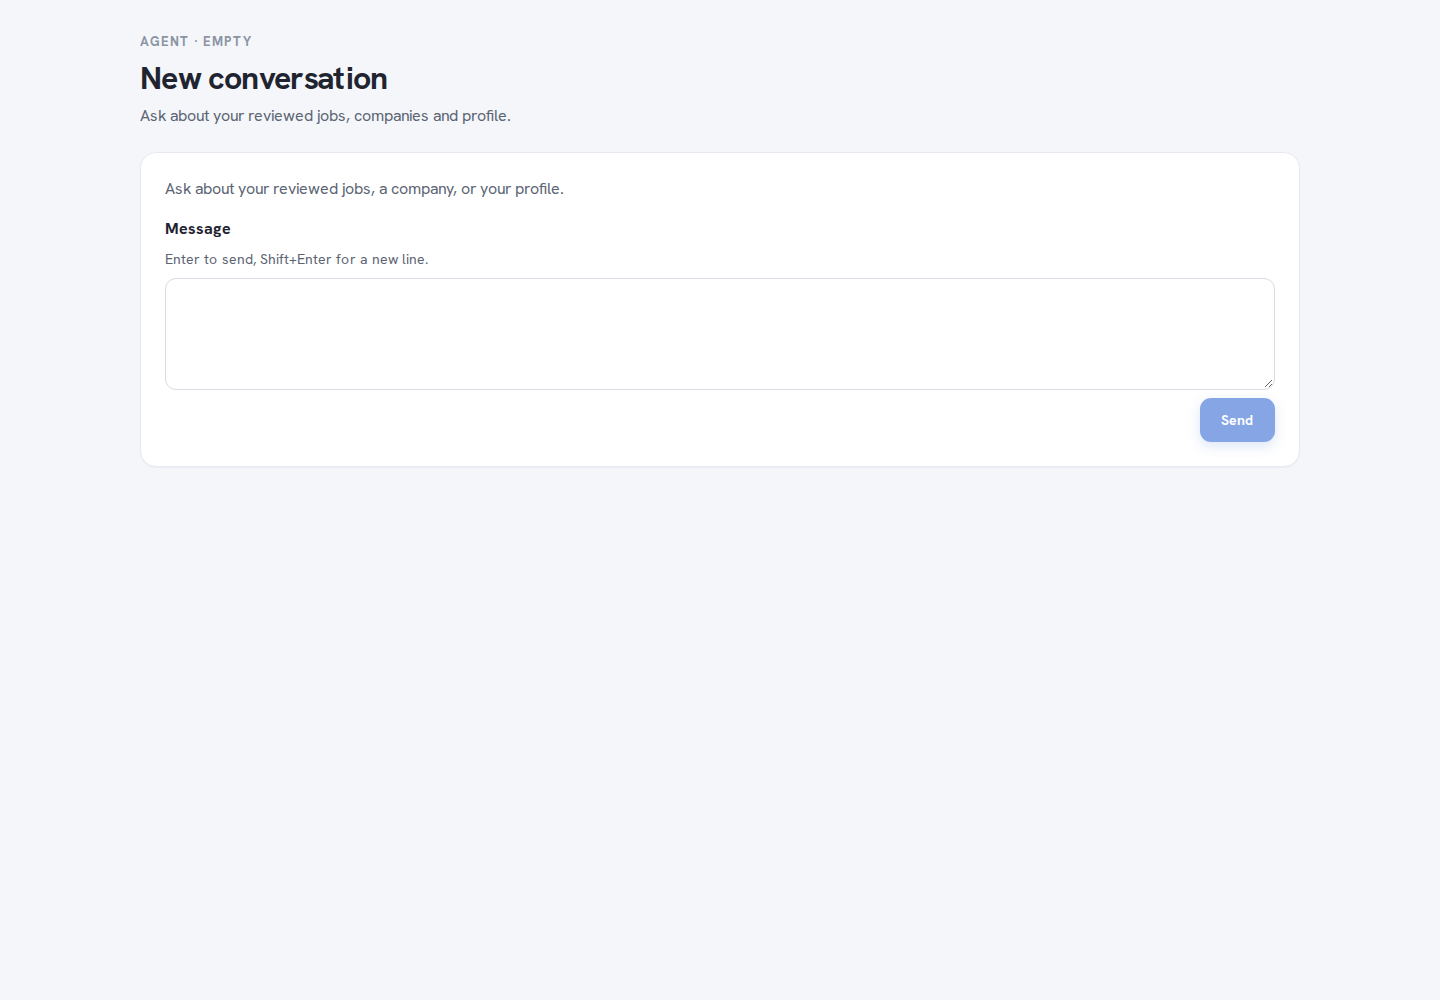 AGENT · EMPTY
New conversation
Ask about your reviewed jobs, companies and profile.
Ask about your reviewed jobs, a company, or your profile.
Message
Enter to send, Shift+Enter for a new line.
Send